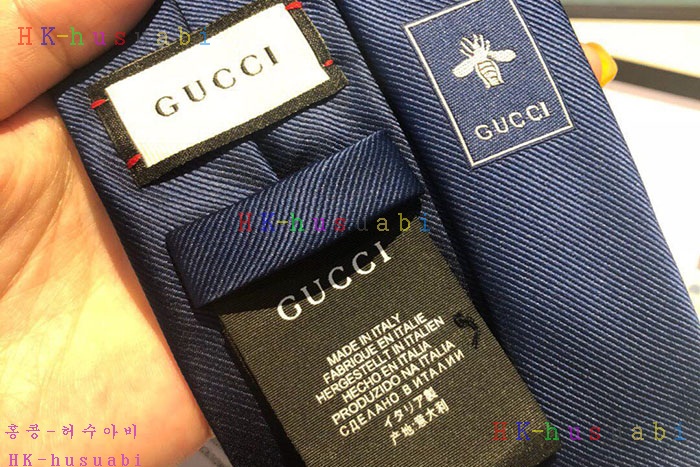 HK-husuabi
GUCCI
GUCCI
HK-husuabi
GUCCI
MADE IN ITALY
FABRIQUE EN ITALIE
HERGESTELLT IN ITALIEN
HECHO EN ITALIA
PRODUZIDO NA ITALIA
СДЕЛАНО В ИТАЛИИ
イタリア製
产地:意大利
홍콩-허수아비
HK-husuabi
HK-husuabi